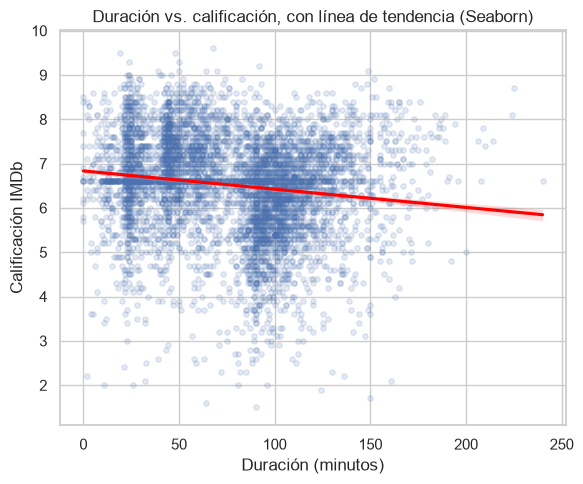 Duración vs. calificación, con línea de tendencia (Seaborn)
Calificación IMDb
10
9
8
7
6
5
4
3
2
0 50 100 150 200 250
Duración (minutos)